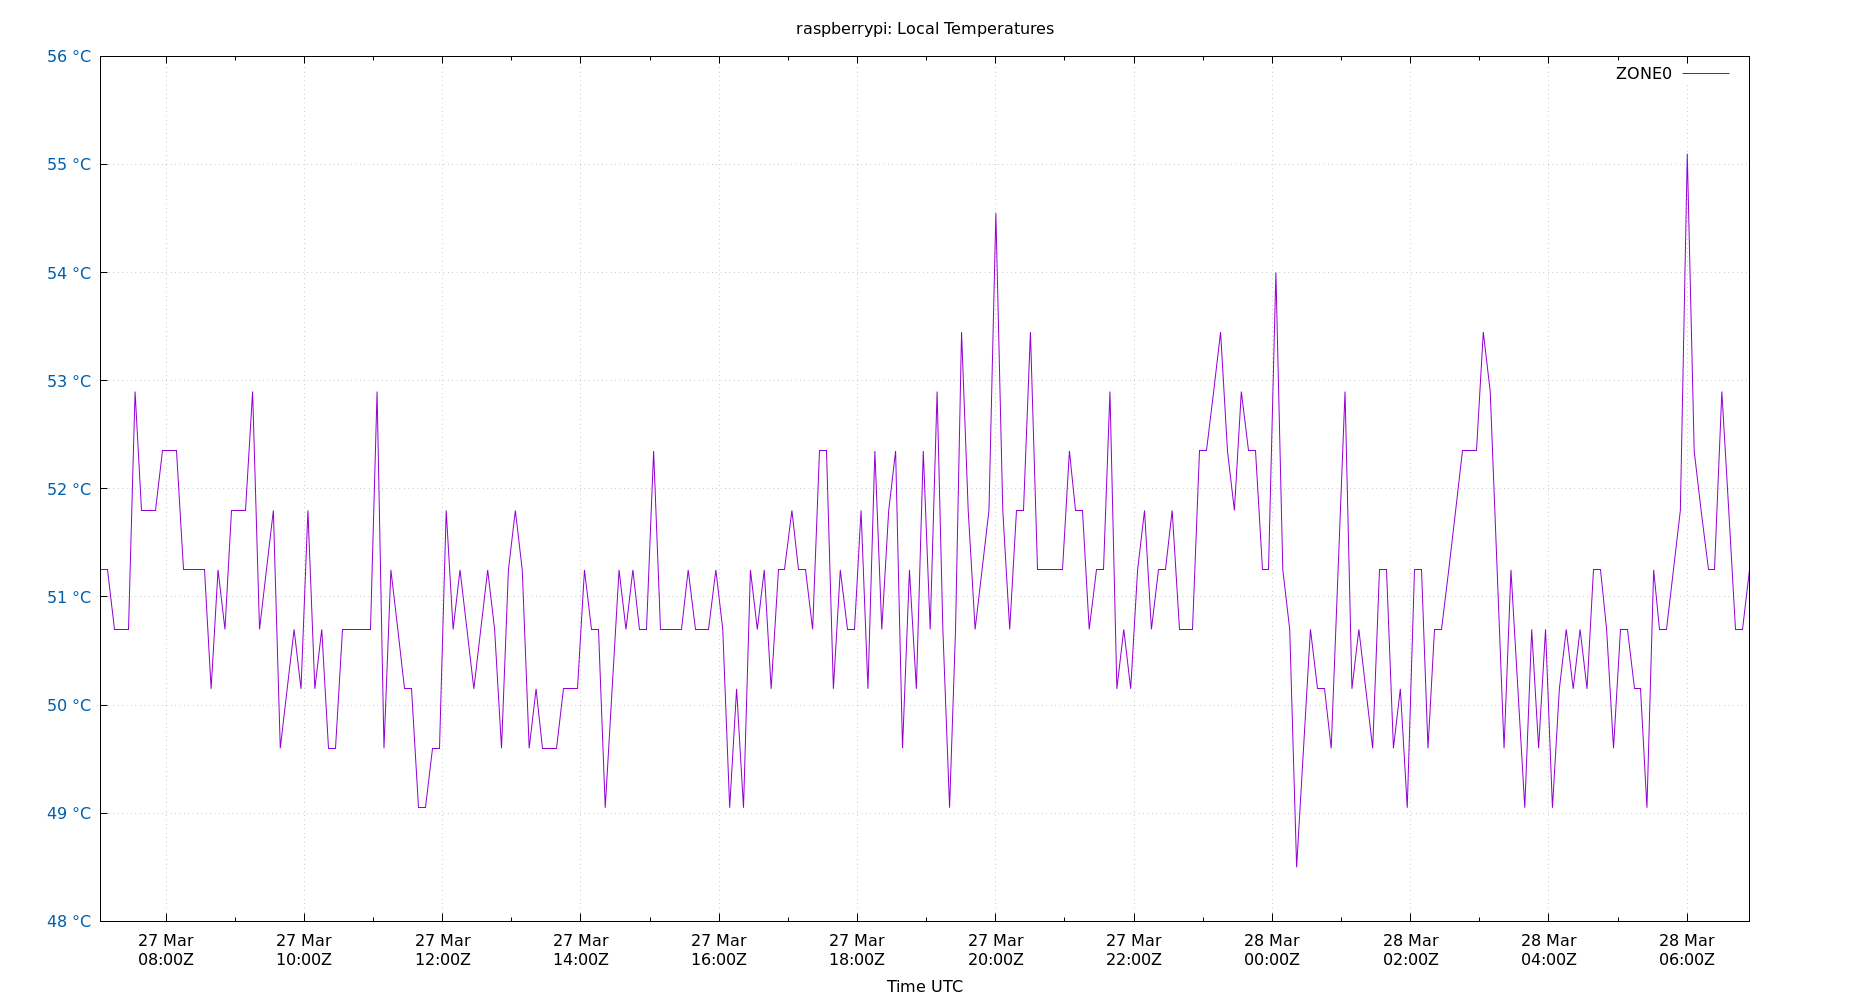 raspberrypi: Local Temperatures
56 °C
ZONE0
55 °C
54 °C
53 °C
52 °C
51 °C
50 °C
49 °C
48 °C
27 Mar 27 Mar 27 Mar 27 Mar 27 Mar 27 Mar 27 Mar 27 Mar 28 Mar 28 Mar 28 Mar 28 Mar
08:00Z 10:00Z 12:00Z 14:00Z 16:00Z 18:00Z 20:00Z 22:00Z 00:00Z 02:00Z 04:00Z 06:00Z
Time UTC